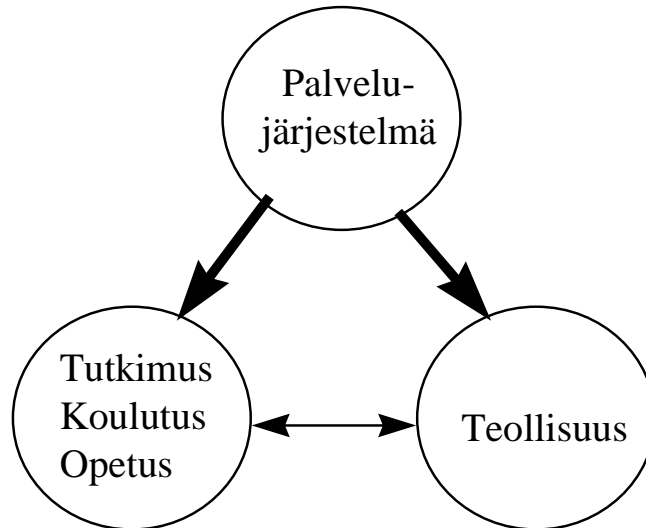 Palvelu-
järjestelmä
Tutkimus
Koulutus
Opetus
Teollisuus